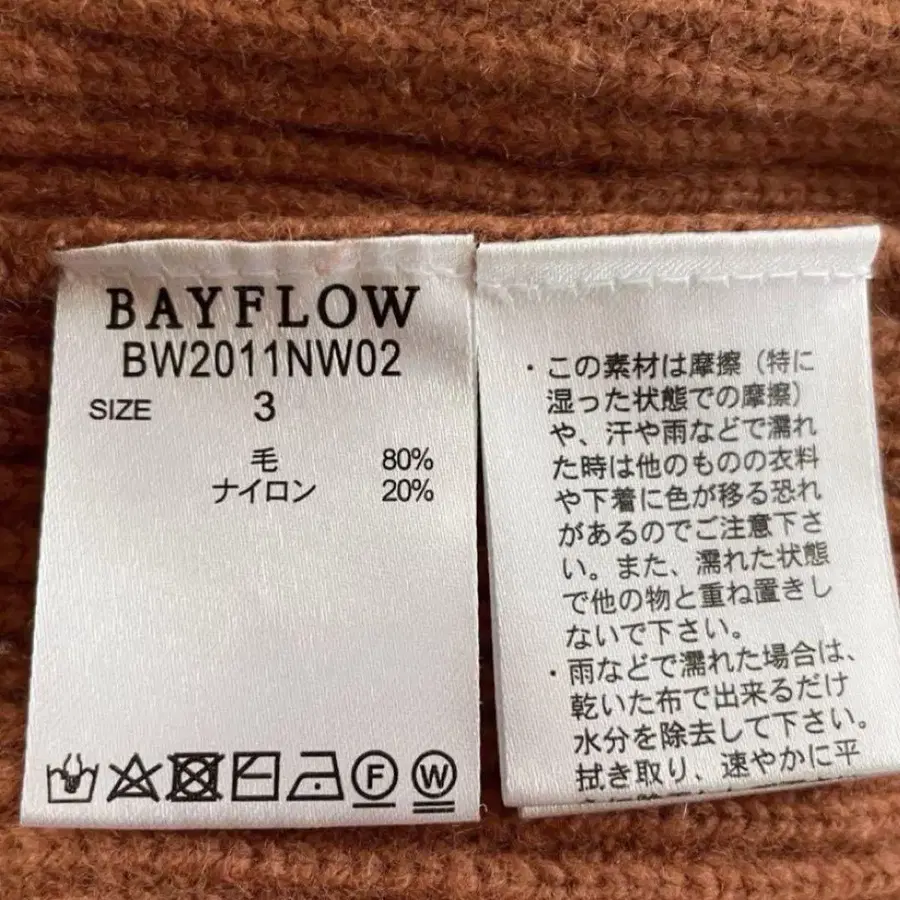 BAYFLOW
BW2011NW02
SIZE 3
毛 80%
ナイロン 20%
F W
・この素材は摩擦（特に
湿った状態での摩擦）
や、汗や雨などで濡れ
た時は他のものの衣料
や下着に色が移る恐れ
があるのでご注意下さ
い。また、濡れた状態
で他の物と重ね置きし
ないで下さい。
・雨などで濡れた場合は、
乾いた布で出来るだけ
水分を除去して下さい。
拭き取り、速やかに平